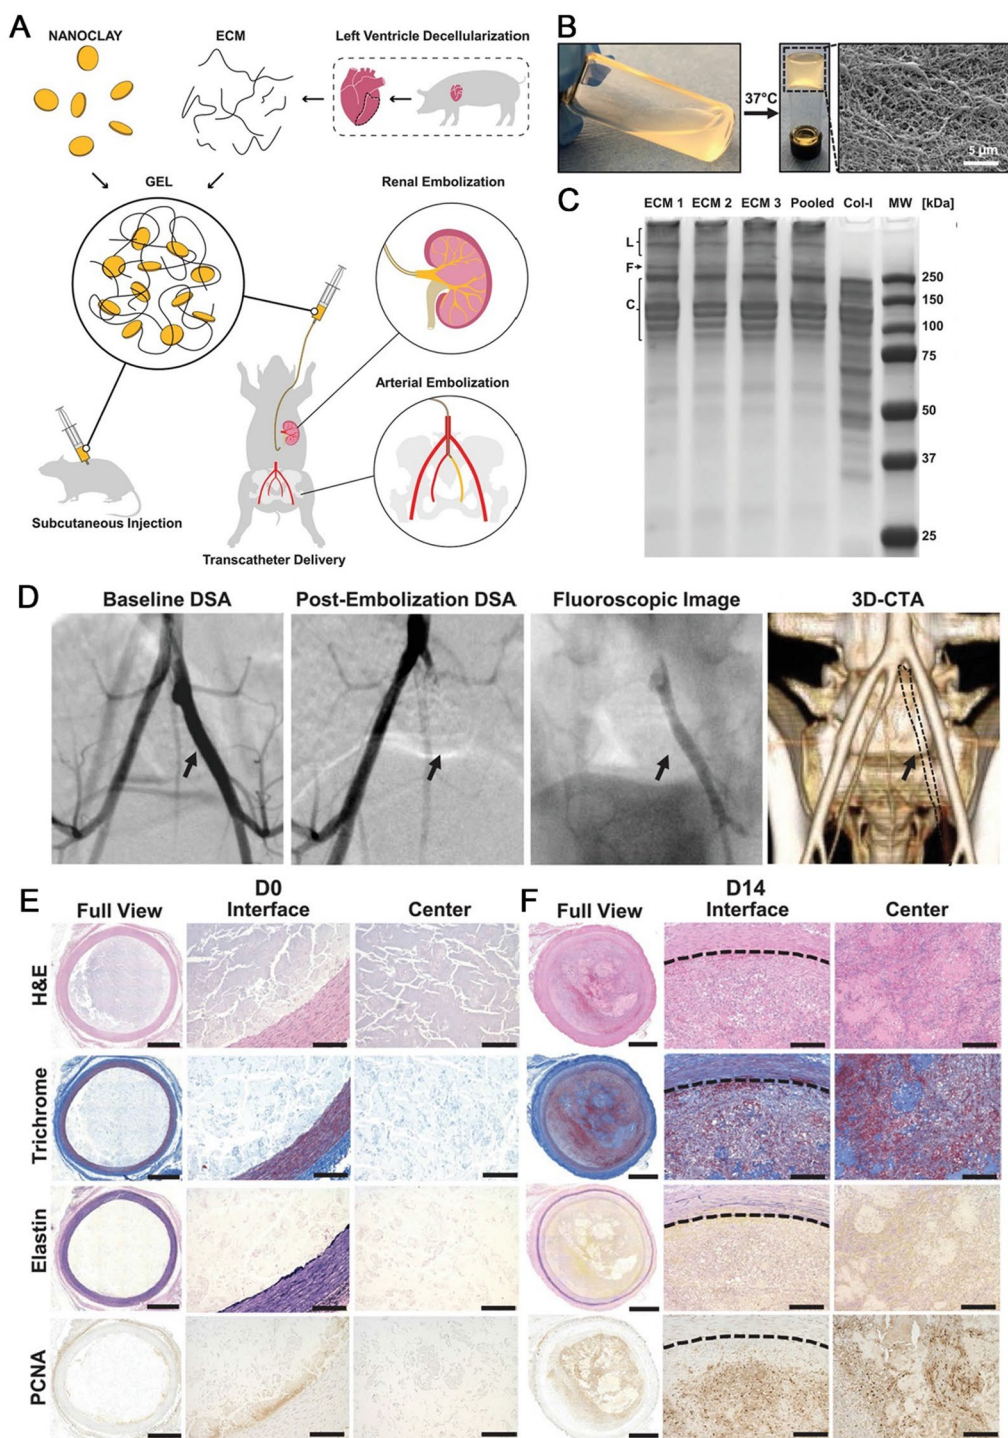 A
NANOCLAY
ECM
Left Ventricle Decellularization
GEL
Renal Embolization
Arterial Embolization
Subcutaneous Injection
Transcatheter Delivery
B
37°C
5 µm
C
ECM 1 ECM 2 ECM 3 Pooled Col-I MW [kDa]
L
F
C
250
150
100
75
50
37
25
D
Baseline DSA
Post-Embolization DSA
Fluoroscopic Image
3D-CTA
E
D0
Full View Interface Center
F
D14
Full View Interface Center
H&E
Trichrome
Elastin
PCNA